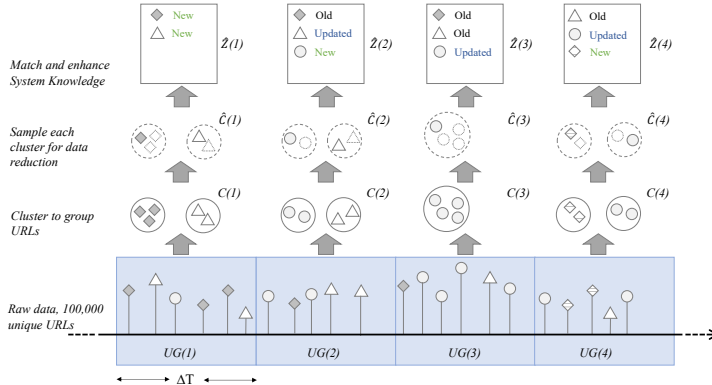 New
New
Ẑ(1)
Old
Updated
New
Ẑ(2)
Old
Old
Updated
Ẑ(3)
Old
Updated
New
Ẑ(4)
Match and enhance
System Knowledge
Sample each
cluster for data
reduction
Ĉ(1)
Ĉ(2)
Ĉ(3)
Ĉ(4)
Cluster to group
URLs
C(1)
C(2)
C(3)
C(4)
Raw data, 100,000
unique URLs
UG(1)
UG(2)
UG(3)
UG(4)
ΔT